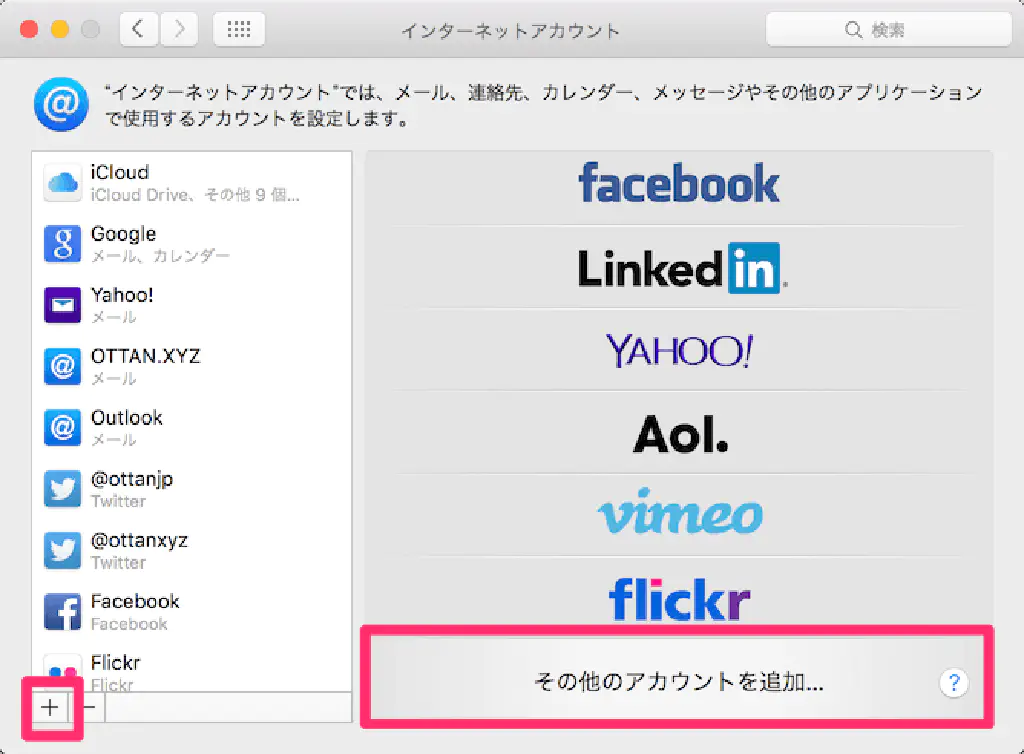 インターネットアカウント
検索
“インターネットアカウント”では、メール、連絡先、カレンダー、メッセージやその他のアプリケーション
で使用するアカウントを設定します。
iCloud
iCloud Drive、その他 9 個...
Google
メール、カレンダー
Yahoo!
メール
OTTAN.XYZ
メール
Outlook
メール
@ottanjp
Twitter
@ottanxyz
Twitter
Facebook
Facebook
Flickr
Flickr
facebook
Linked in
YAHOO!
Aol.
vimeo
flickr
その他のアカウントを追加...
?